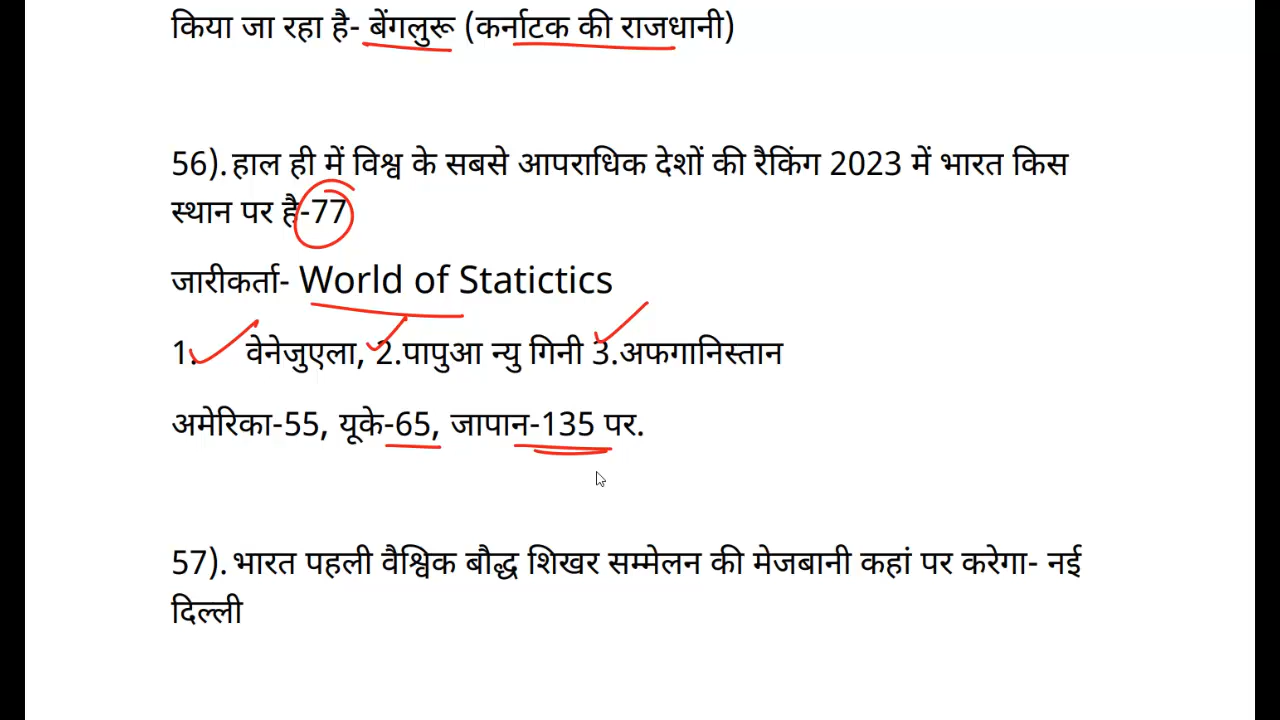 किया जा रहा है- बेंगलुरू (कर्नाटक की राजधानी)
56). हाल ही में विश्व के सबसे आपराधिक देशों की रैकिंग 2023 में भारत किस
स्थान पर है-77
जारीकर्ता- World of Statictics
1. वेनेजुएला, 2.पापुआ न्यु गिनी 3.अफगानिस्तान
अमेरिका-55, यूके-65, जापान-135 पर.
57). भारत पहली वैश्विक बौद्ध शिखर सम्मेलन की मेजबानी कहां पर करेगा- नई
दिल्ली